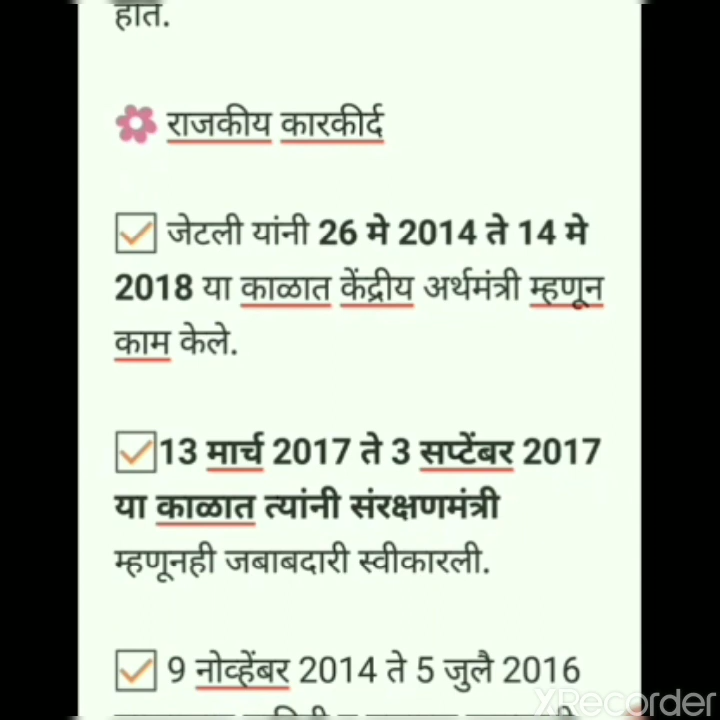 होते.
राजकीय कारकीर्द
जेटली यांनी 26 मे 2014 ते 14 मे
2018 या काळात केंद्रीय अर्थमंत्री म्हणून
काम केले.
13 मार्च 2017 ते 3 सप्टेंबर 2017
या काळात त्यांनी संरक्षणमंत्री
म्हणूनही जबाबदारी स्वीकारली.
9 नोव्हेंबर 2014 ते 5 जुलै 2016
XRecorder